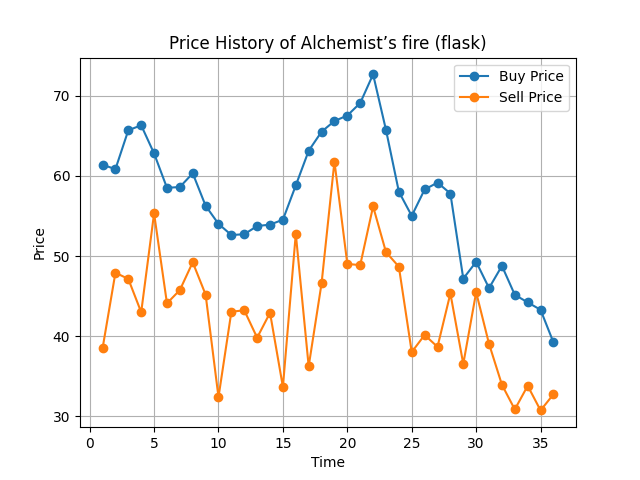 Price History of Alchemist’s fire (flask)
Buy Price
Sell Price
Price
70
60
50
40
30
0 5 10 15 20 25 30 35
Time